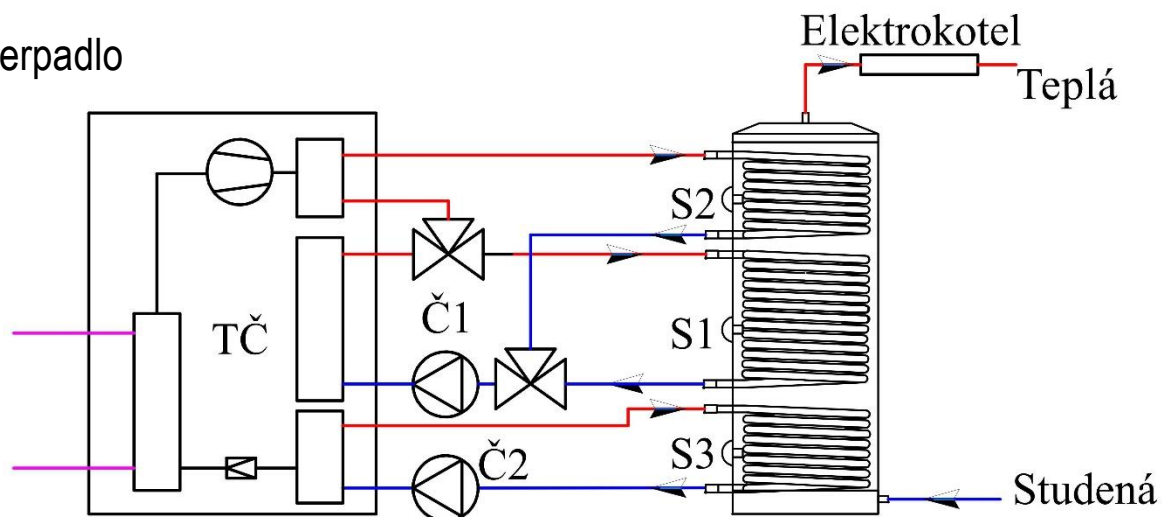 erpadlo
Elektrokotel
Teplá
S2
TČ
Č1
S1
Č2
S3
Studená